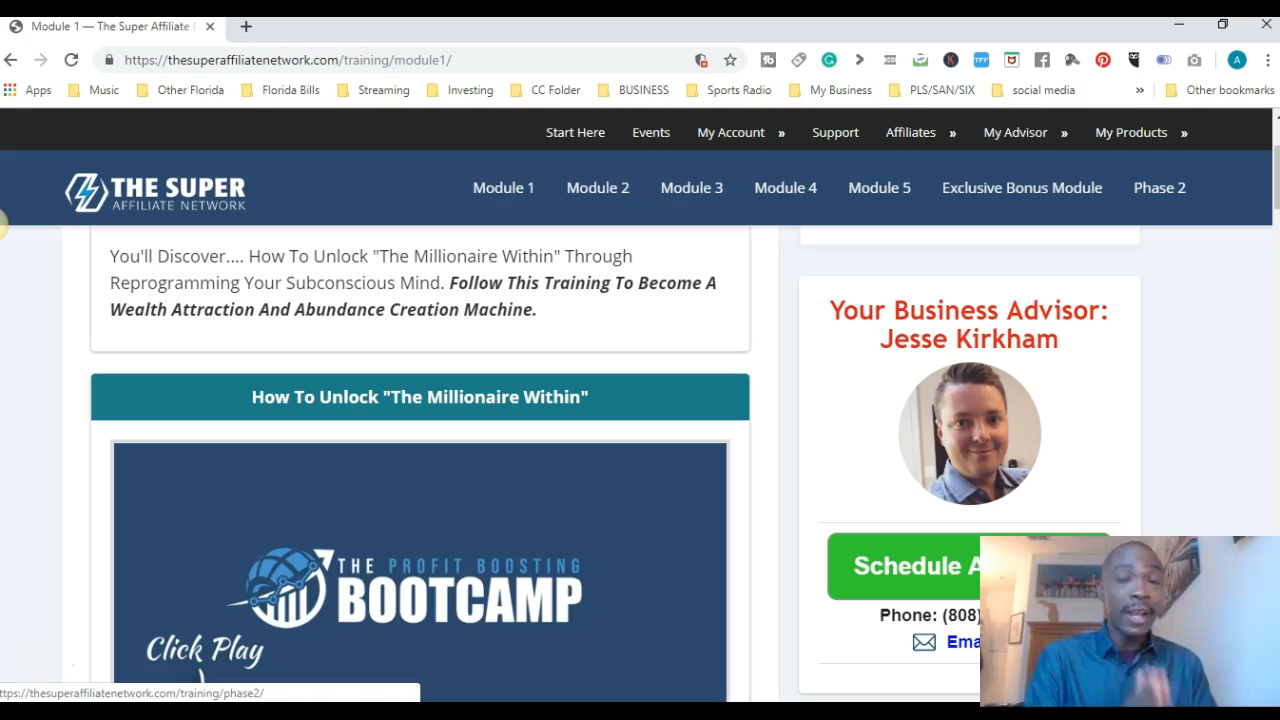 Module 1 — The Super Affiliate
https://thesuperaffiliatenetwork.com/training/module1/
Apps Music Other Florida Florida Bills Streaming Investing CC Folder BUSINESS Sports Radio My Business PLS/SAN/SIX social media » Other bookmarks
Start Here Events My Account » Support Affiliates » My Advisor » My Products »
THE SUPER
AFFILIATE NETWORK
Module 1 Module 2 Module 3 Module 4 Module 5 Exclusive Bonus Module Phase 2
You'll Discover.... How To Unlock "The Millionaire Within" Through
Reprogramming Your Subconscious Mind. Follow This Training To Become A
Wealth Attraction And Abundance Creation Machine.
How To Unlock "The Millionaire Within"
THE PROFIT BOOSTING
BOOTCAMP
Click Play
Your Business Advisor:
Jesse Kirkham
Schedule A
Phone: (808)
Ema
ttps://thesuperaffiliatenetwork.com/training/phase2/